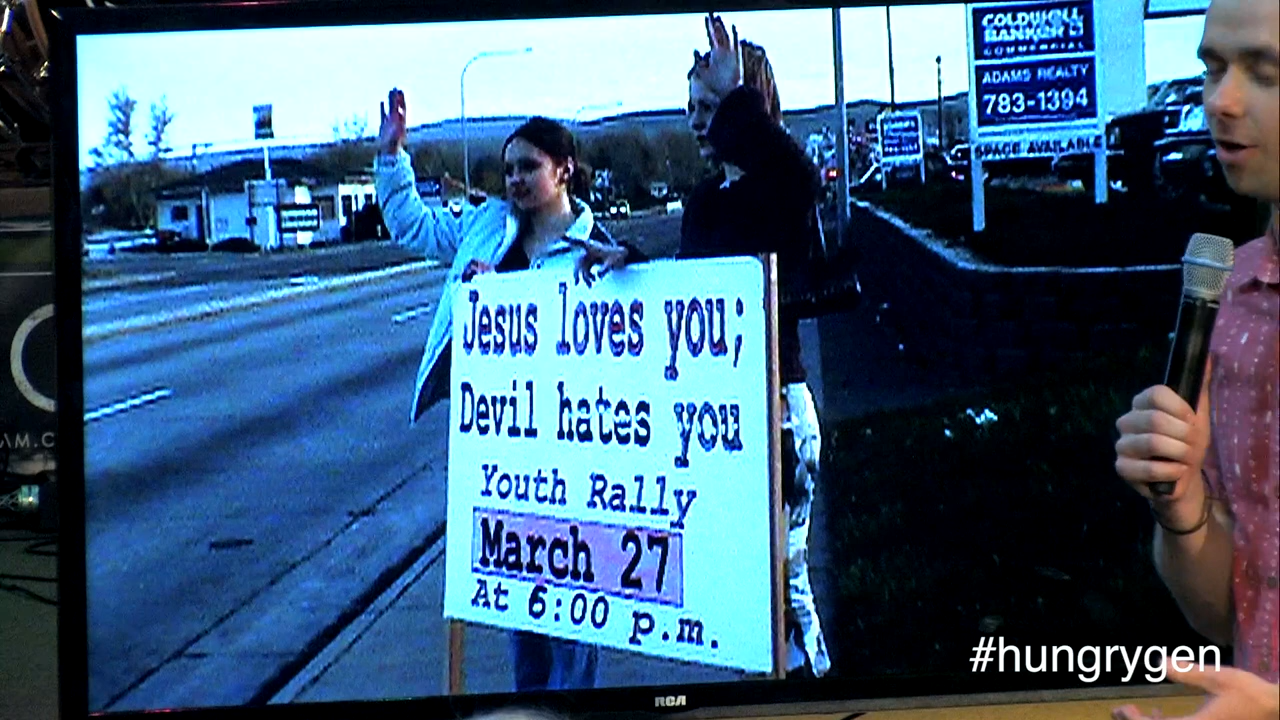 COLDWELL
BANKER
COMMERCIAL
ADAMS REALTY
783-1394
SPACE AVAILABLE
Jesus loves you;
Devil hates you
Youth Rally
March 27
At 6:00 p.m.
AM.C
RCA
#hungrygen